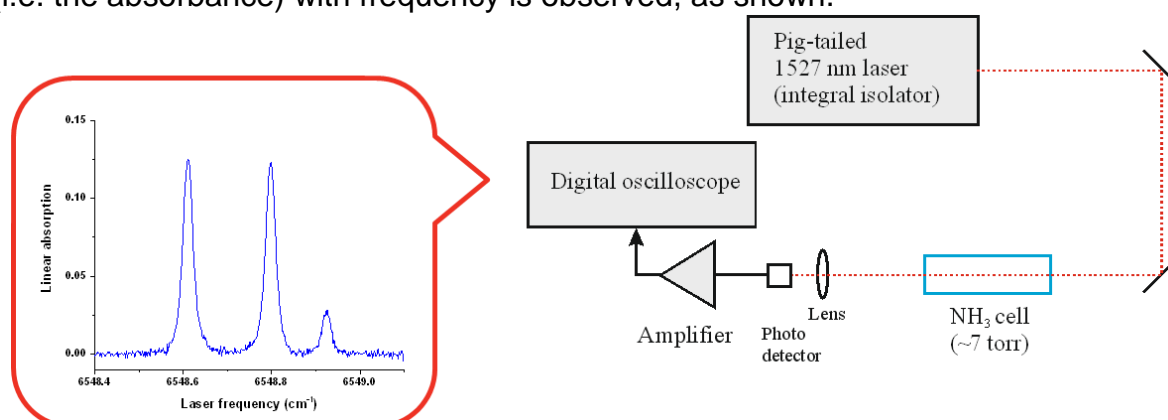 (i.e. the absorbance) with frequency is observed, as shown.
Pig-tailed
1527 nm laser
(integral isolator)
Digital oscilloscope
0.15
0.10
0.05
0.00
Linear absorption
6548.4
6548.6
6548.8
6549.0
Laser frequency (cm⁻¹)
Amplifier
Photo
detector
Lens
NH₃ cell
(~7 torr)